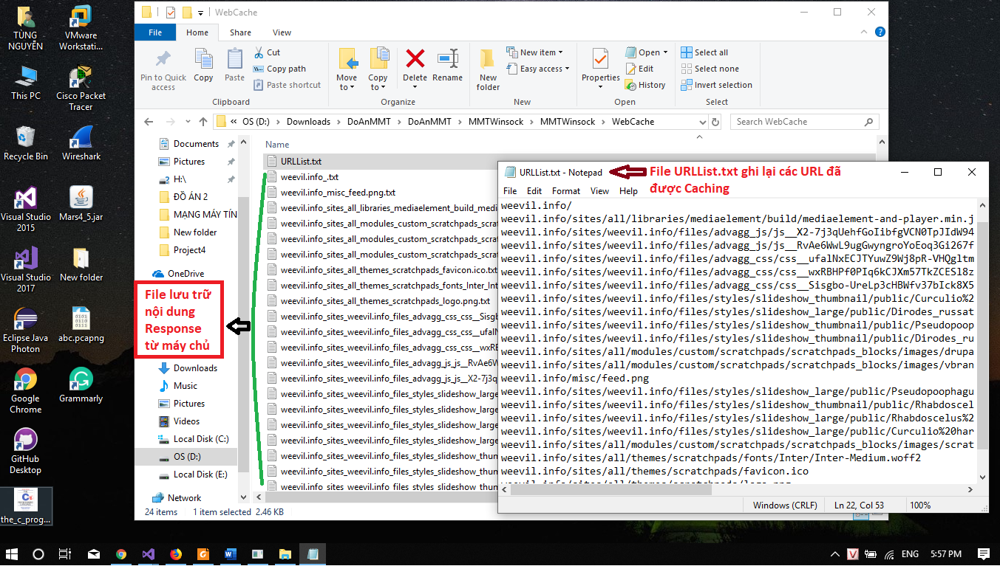 TÙNG
NGUYỄN
VMware
Workstati...
This PC
Cisco Packet
Tracer
Recycle Bin
Wireshark
Visual Studio
2015
Mars4_5.jar
Visual Studio
2017
New folder
Eclipse Java
Photon
abc.pcapng
Google
Chrome
Grammarly
GitHub
Desktop
the_c_prog...
WebCache
File
Home
Share
View
Pin to Quick
access
Copy
Paste
Cut
Copy path
Paste shortcut
Clipboard
Move
to
Copy
to
Delete
Rename
Organize
New
folder
New item
Easy access
New
Properties
Open
Edit
History
Open
Select all
Select none
Invert selection
Select
« OS (D:) > Downloads > DoAnMMT > DoAnMMT > MMTWinsock > MMTWinsock > WebCache
Search WebCache
Documents
Pictures
H:\
ĐỒ ÁN 2
MẠNG MÁY TÍN
New folder
Project4
OneDrive
File lưu trữ
nội dung
Response
từ máy chủ
Downloads
Music
Pictures
Videos
Local Disk (C:)
OS (D:)
Local Disk (E:)
Network
Name
URLList.txt
weevil.info_.txt
weevil.info_misc_feed.png.txt
weevil.info_sites_all_libraries_mediaelement_build_medi
weevil.info_sites_all_modules_custom_scratchpads_scra
weevil.info_sites_all_modules_custom_scratchpads_scra
weevil.info_sites_all_modules_custom_scratchpads_scra
weevil.info_sites_all_themes_scratchpads_favicon.ico.txt
weevil.info_sites_all_themes_scratchpads_fonts_Inter_Int
weevil.info_sites_all_themes_scratchpads_logo.png.txt
weevil.info_sites_weevil.info_files_advagg_css_css__Sisgb
weevil.info_sites_weevil.info_files_advagg_css_css__ufalN
weevil.info_sites_weevil.info_files_advagg_css_css__wxRB
weevil.info_sites_weevil.info_files_advagg_js_js__RvAe6W
weevil.info_sites_weevil.info_files_advagg_js_js__X2-7j3q
weevil.info_sites_weevil.info_files_styles_slideshow_large
weevil.info_sites_weevil.info_files_styles_slideshow_large
weevil.info_sites_weevil.info_files_styles_slideshow_large
weevil.info_sites_weevil.info_files_styles_slideshow_large
weevil.info_sites_weevil.info_files_styles_slideshow_thun
weevil.info_sites_weevil.info_files_styles_slideshow_thun
weevil.info_sites_weevil.info_files_styles_slideshow_thun
24 items
1 item selected 2.46 KB
URLList.txt - Notepad
File URLList.txt ghi lại các URL đã
được Caching
File Edit Format View Help
weevil.info/
weevil.info/sites/all/libraries/mediaelement/build/mediaelement-and-player.min.j
weevil.info/sites/weevil.info/files/advagg_js/js__X2-7j3qUehfGoIibfgVCN0TpJIdW94
weevil.info/sites/weevil.info/files/advagg_js/js__RvAe6WwL9ugGwyngroYoEoq3Gi267f
weevil.info/sites/weevil.info/files/advagg_css/css__ufalNxECJTYuwZ9Wj8pR-VHQgltm
weevil.info/sites/weevil.info/files/advagg_css/css__wxRBHPf0PIq6kCJXm57TkZCESl8z
weevil.info/sites/weevil.info/files/advagg_css/css__Sisgbo-UreLp3cHBWfv37bIck8X5
weevil.info/sites/weevil.info/files/styles/slideshow_thumbnail/public/Curculio%2
weevil.info/sites/weevil.info/files/styles/slideshow_large/public/Dirodes_russat
weevil.info/sites/weevil.info/files/styles/slideshow_thumbnail/public/Pseudopoop
weevil.info/sites/weevil.info/files/styles/slideshow_thumbnail/public/Dirodes_ru
weevil.info/sites/all/modules/custom/scratchpads/scratchpads_blocks/images/drupa
weevil.info/sites/all/modules/custom/scratchpads/scratchpads_blocks/images/vbran
weevil.info/misc/feed.png
weevil.info/sites/weevil.info/files/styles/slideshow_large/public/Pseudopoophagu
weevil.info/sites/weevil.info/files/styles/slideshow_thumbnail/public/Rhabdoscel
weevil.info/sites/weevil.info/files/styles/slideshow_large/public/Rhabdoscelus%2
weevil.info/sites/weevil.info/files/styles/slideshow_large/public/Curculio%20har
weevil.info/sites/all/modules/custom/scratchpads/scratchpads_blocks/images/scrat
weevil.info/sites/all/themes/scratchpads/fonts/Inter/Inter-Medium.woff2
weevil.info/sites/all/themes/scratchpads/favicon.ico
weevil.info/sites/all/themes/scratchpads/logo.png
Windows (CRLF)
Ln 22, Col 53
100%
ENG
5:57 PM